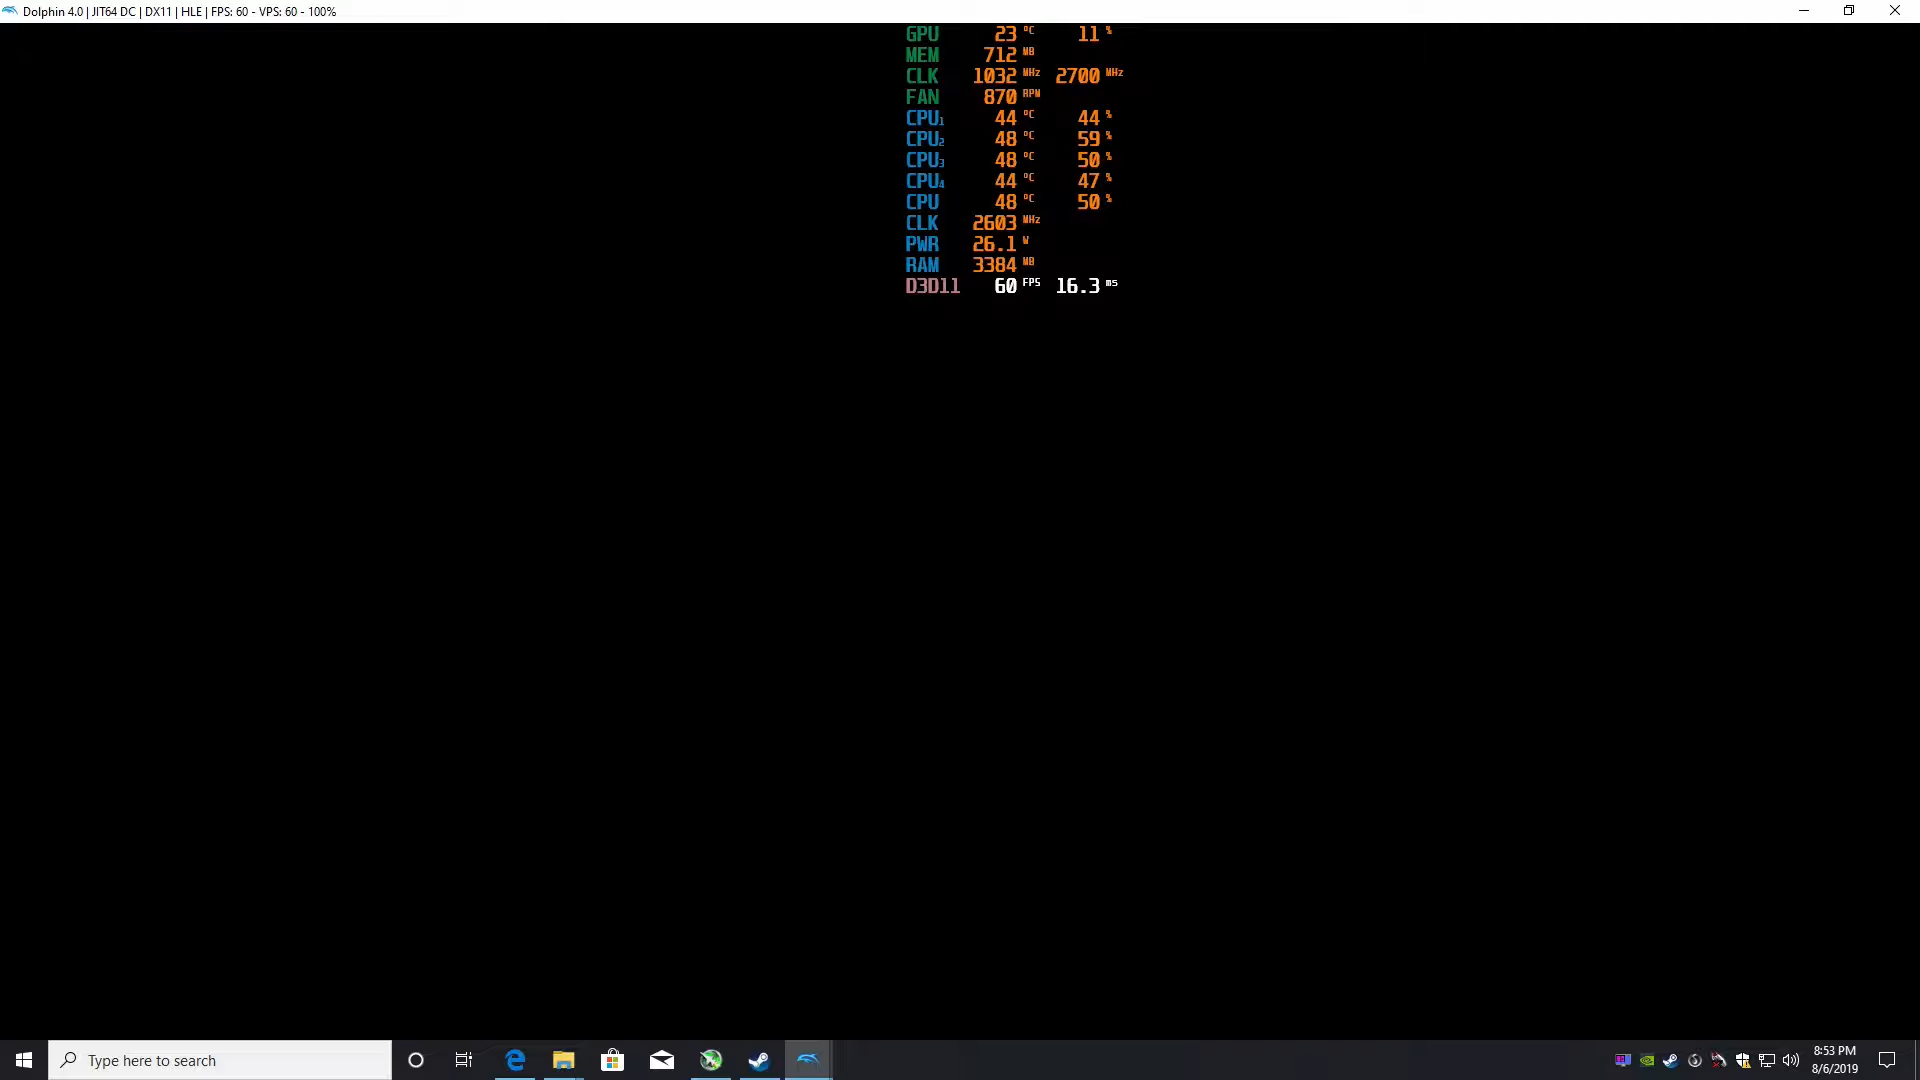 Dolphin 4.0 | JIT64 DC | DX11 | HLE | FPS: 60 - VPS: 60 - 100%
GPU 23 °C 11 %
MEM 712 MB
CLK 1032 MHz 2700 MHz
FAN 870 RPM
CPU1 44 °C 44 %
CPU2 48 °C 59 %
CPU3 48 °C 50 %
CPU4 44 °C 47 %
CPU 48 °C 50 %
CLK 2603 MHz
PWR 26.1 W
RAM 3384 MB
D3D11 60 FPS 16.3 ms
Type here to search
8:53 PM
8/6/2019